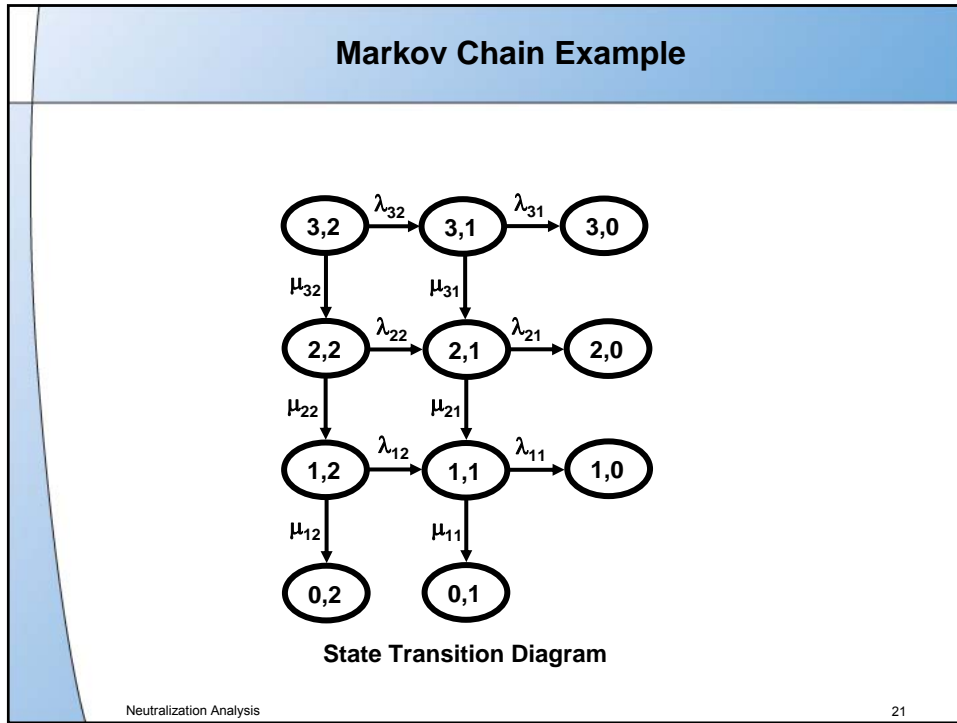 Markov Chain Example
λ32 λ31
3,2 3,1 3,0
μ32 μ31
λ22 λ21
2,2 2,1 2,0
μ22 μ21
λ12 λ11
1,2 1,1 1,0
μ12 μ11
0,2 0,1
State Transition Diagram
Neutralization Analysis 21